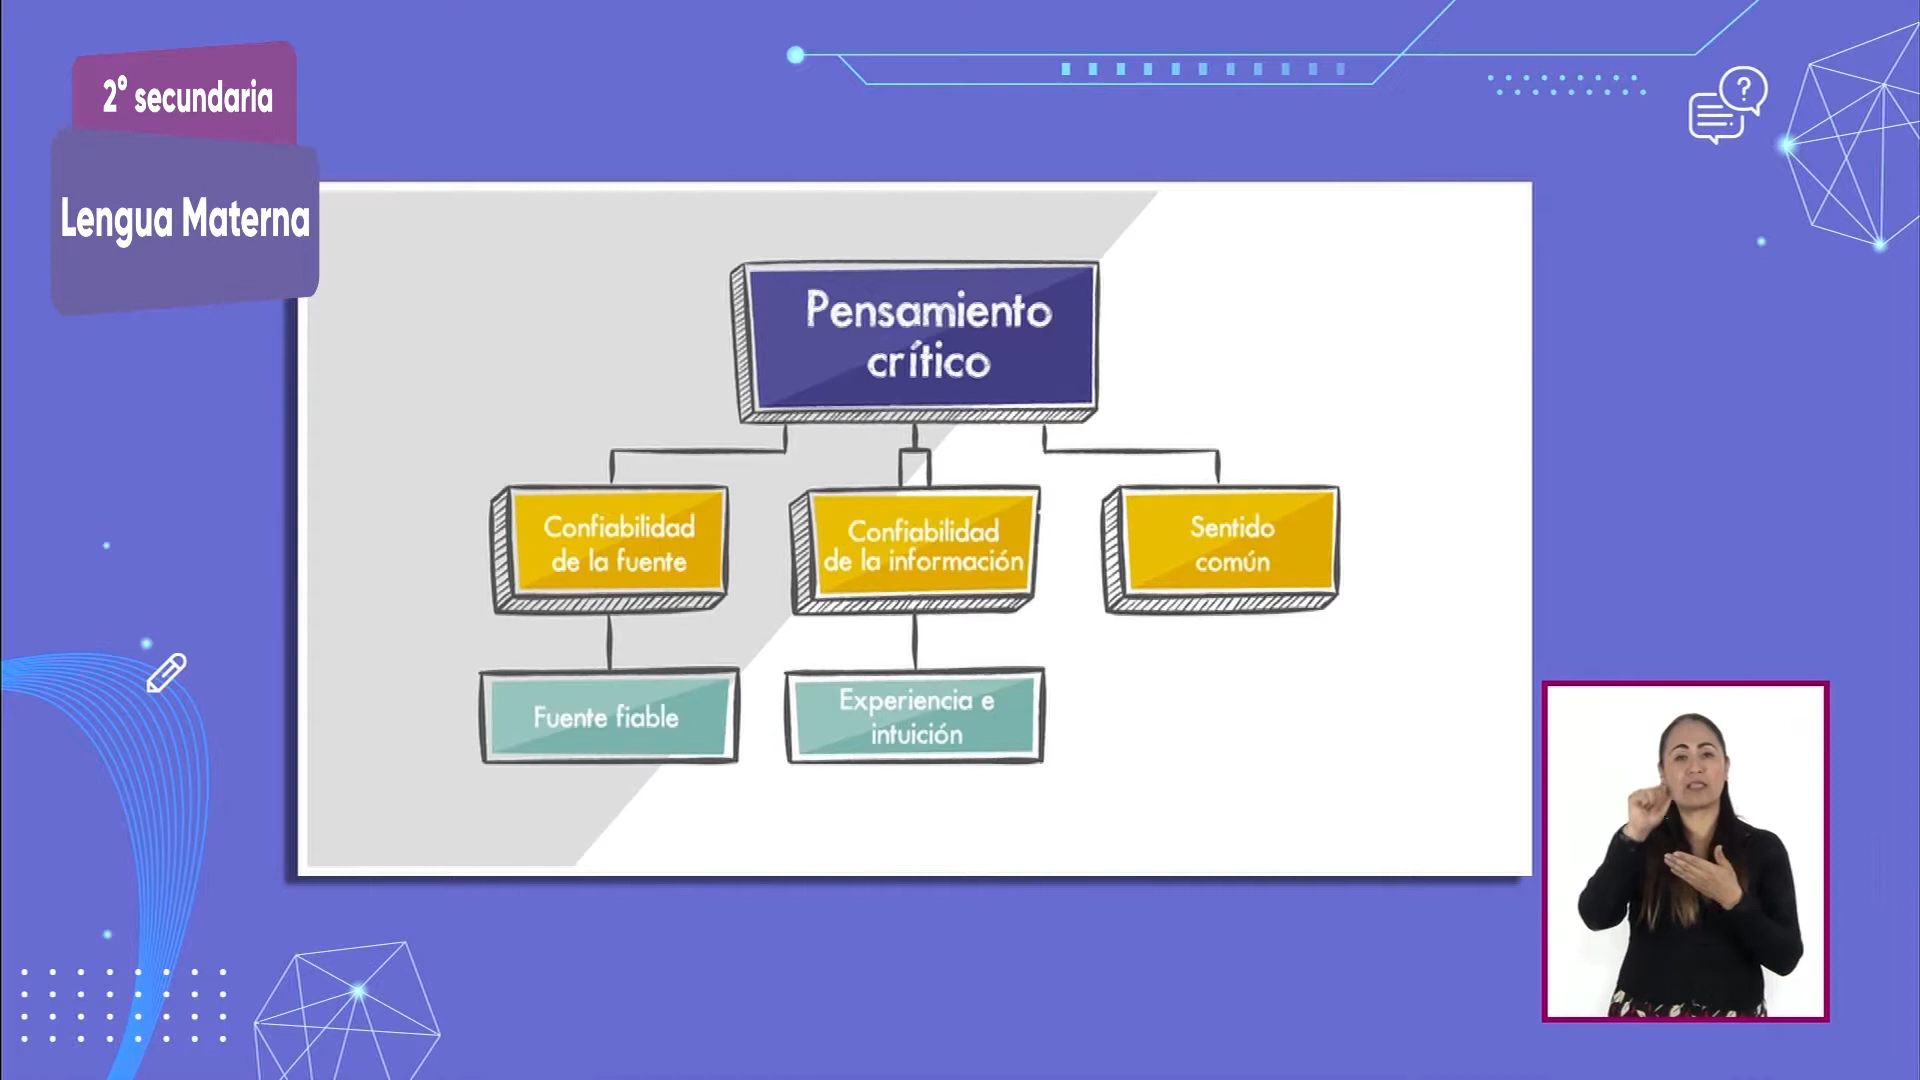 2° secundaria
Lengua Materna
?
Pensamiento
crítico
Confiabilidad
de la fuente
Confiabilidad
de la información
Sentido
común
Fuente fiable
Experiencia e
intuición